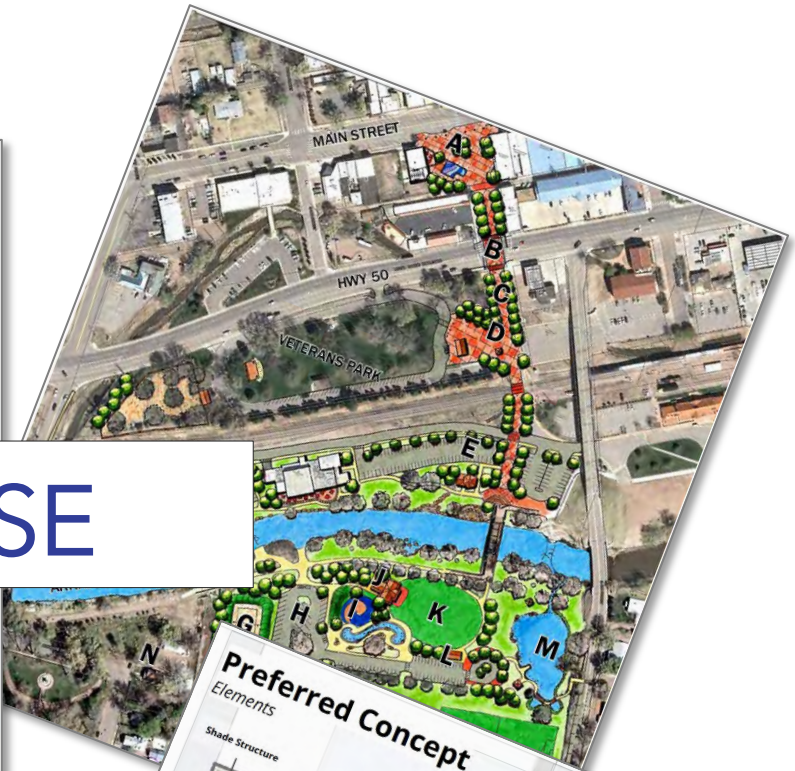 MAIN STREET
A
B
HWY 50
C
D
VETERANS PARK
E
SE
J
I
K
G
H
L
M
N
Preferred Concept
Elements
Shade Structure